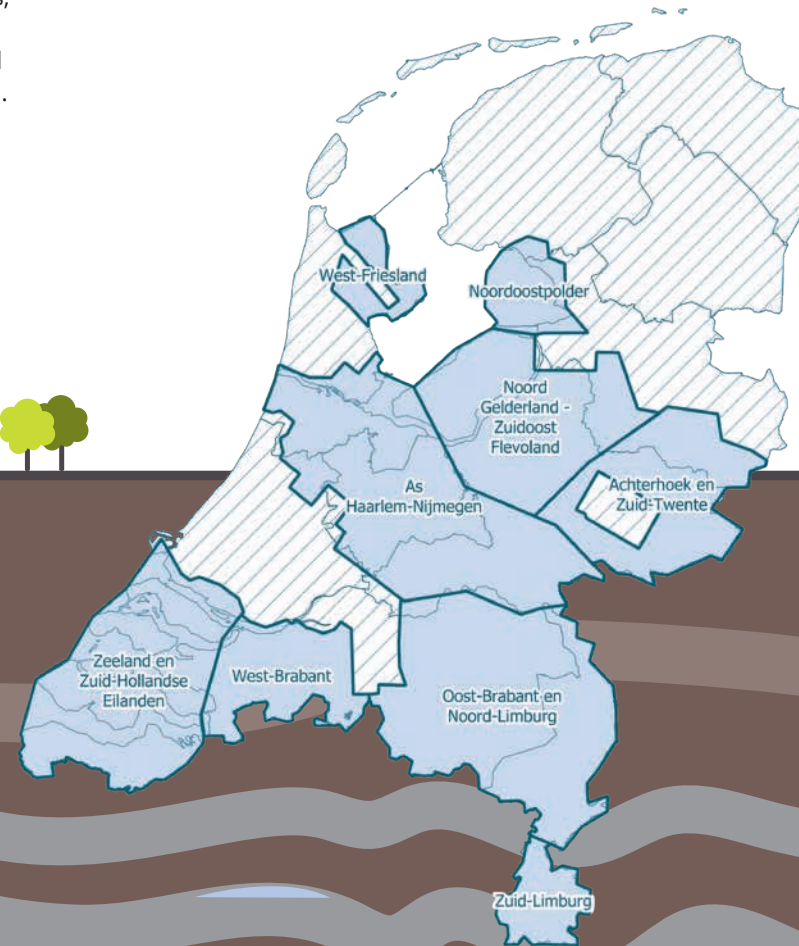 West-Friesland
Noordoostpolder
Noord
Gelderland -
Zuidoost
Flevoland
As
Haarlem-Nijmegen
Achterhoek en
Zuid-Twente
Zeeland en
Zuid-Hollandse
Eilanden
West-Brabant
Oost-Brabant en
Noord-Limburg
Zuid-Limburg